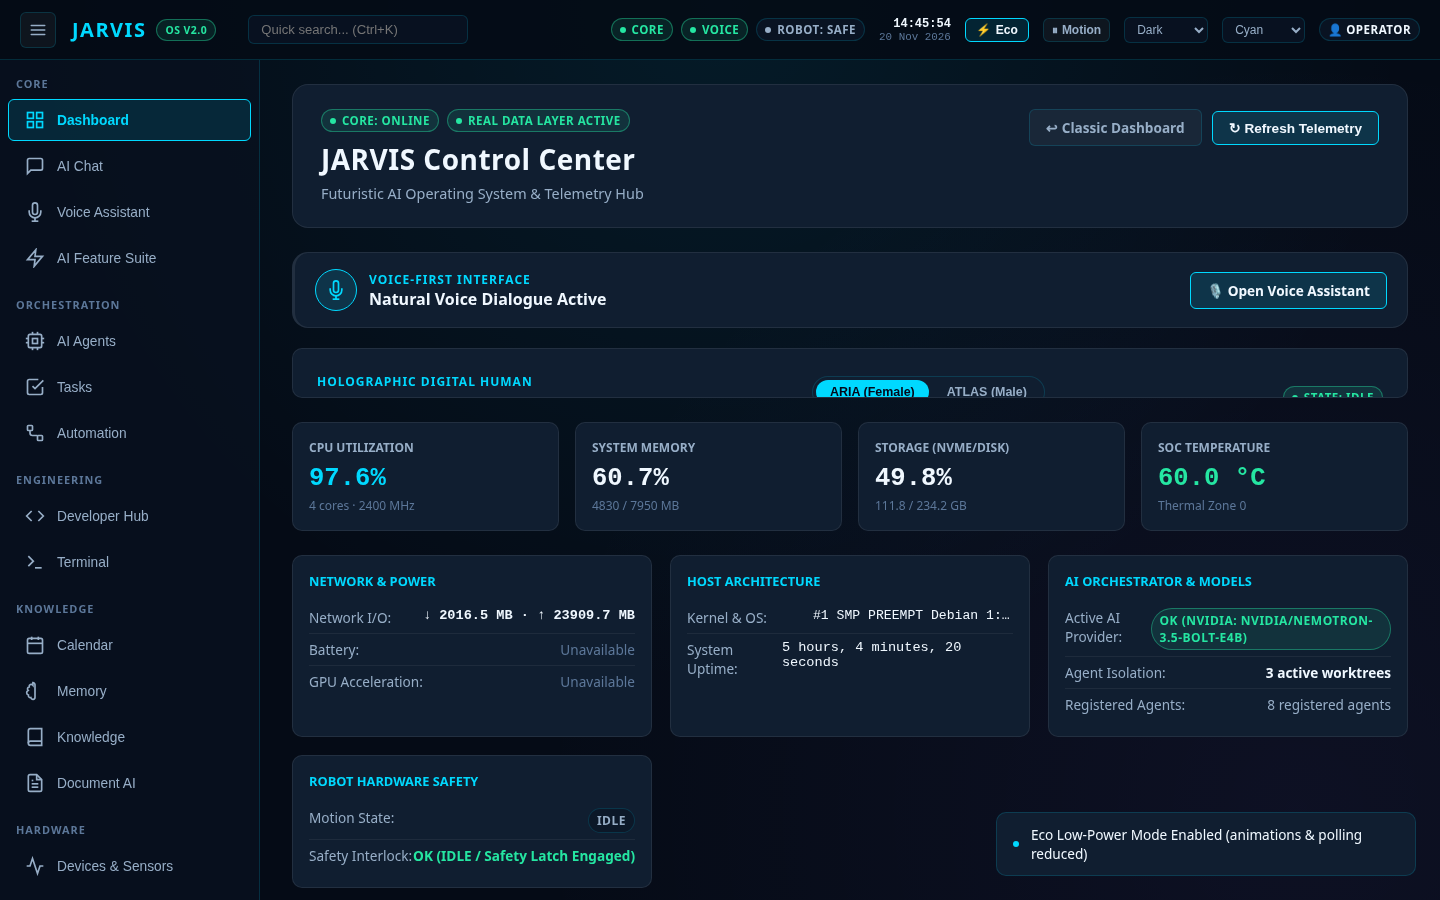 JARVIS
OS V2.0
Quick search... (Ctrl+K)
CORE
VOICE
ROBOT: SAFE
14:45:54
20 Nov 2026
⚡ Eco
Motion
Dark
Cyan
OPERATOR
CORE
Dashboard
AI Chat
Voice Assistant
AI Feature Suite
ORCHESTRATION
AI Agents
Tasks
Automation
ENGINEERING
Developer Hub
Terminal
KNOWLEDGE
Calendar
Memory
Knowledge
Document AI
HARDWARE
Devices & Sensors
CORE: ONLINE
REAL DATA LAYER ACTIVE
JARVIS Control Center
Futuristic AI Operating System & Telemetry Hub
↩ Classic Dashboard
↻ Refresh Telemetry
VOICE-FIRST INTERFACE
Natural Voice Dialogue Active
Open Voice Assistant
HOLOGRAPHIC DIGITAL HUMAN
ARIA (Female)
ATLAS (Male)
STATE: IDLE
CPU UTILIZATION
97.6%
4 cores · 2400 MHz
SYSTEM MEMORY
60.7%
4830 / 7950 MB
STORAGE (NVME/DISK)
49.8%
111.8 / 234.2 GB
SOC TEMPERATURE
60.0 °C
Thermal Zone 0
NETWORK & POWER
Network I/O: ↓ 2016.5 MB · ↑ 23909.7 MB
Battery: Unavailable
GPU Acceleration: Unavailable
HOST ARCHITECTURE
Kernel & OS: #1 SMP PREEMPT Debian 1:…
System Uptime: 5 hours, 4 minutes, 20
seconds
AI ORCHESTRATOR & MODELS
Active AI Provider: OK (NVIDIA: NVIDIA/NEMOTRON-
3.5-BOLT-E4B)
Agent Isolation: 3 active worktrees
Registered Agents: 8 registered agents
ROBOT HARDWARE SAFETY
Motion State: IDLE
Safety Interlock: OK (IDLE / Safety Latch Engaged)
Eco Low-Power Mode Enabled (animations & polling
reduced)